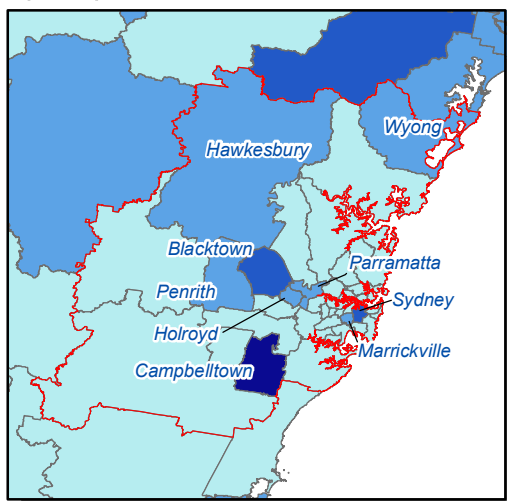 Wyong
Hawkesbury
Blacktown
Parramatta
Penrith
Sydney
Holroyd
Marrickville
Campbelltown